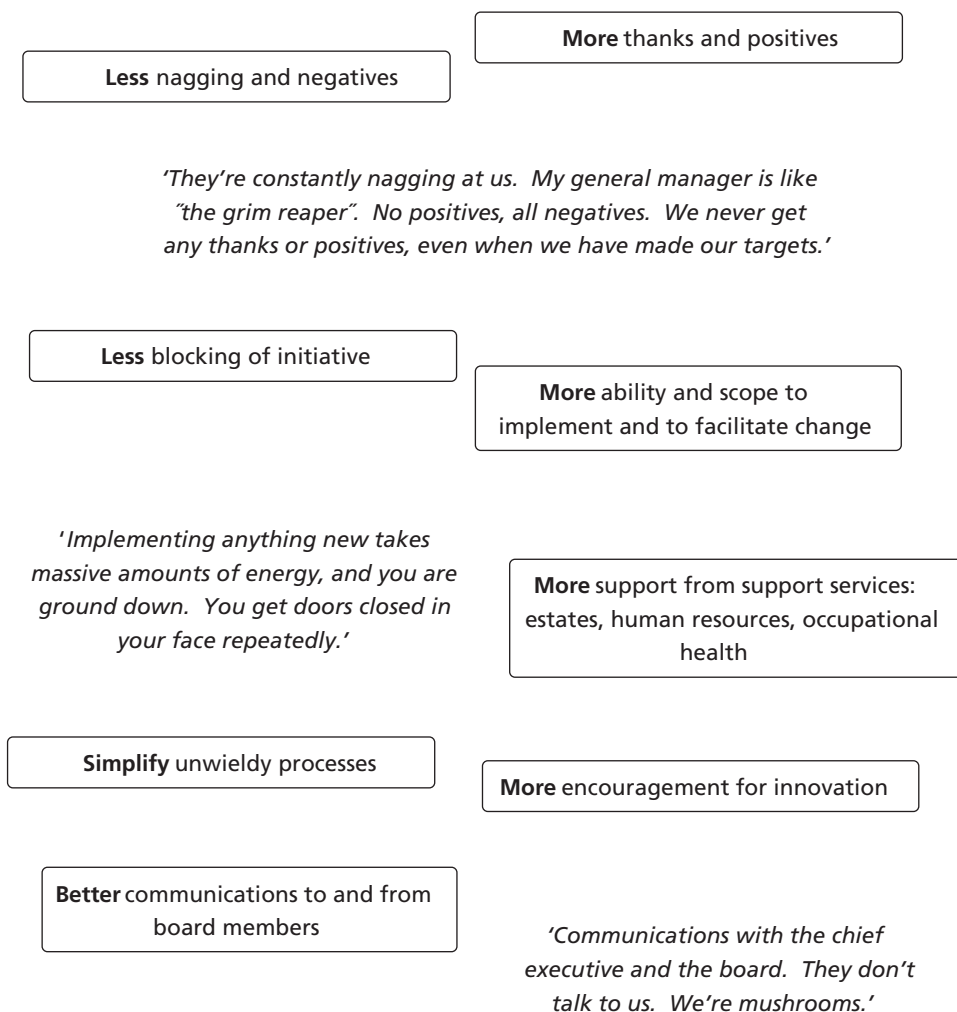 More thanks and positives
Less nagging and negatives
'They're constantly nagging at us. My general manager is like
˝the grim reaper˝. No positives, all negatives. We never get
any thanks or positives, even when we have made our targets.'
Less blocking of initiative
More ability and scope to
implement and to facilitate change
'Implementing anything new takes
massive amounts of energy, and you are
ground down. You get doors closed in
your face repeatedly.'
More support from support services:
estates, human resources, occupational
health
Simplify unwieldy processes
More encouragement for innovation
Better communications to and from
board members
'Communications with the chief
executive and the board. They don't
talk to us. We're mushrooms.'